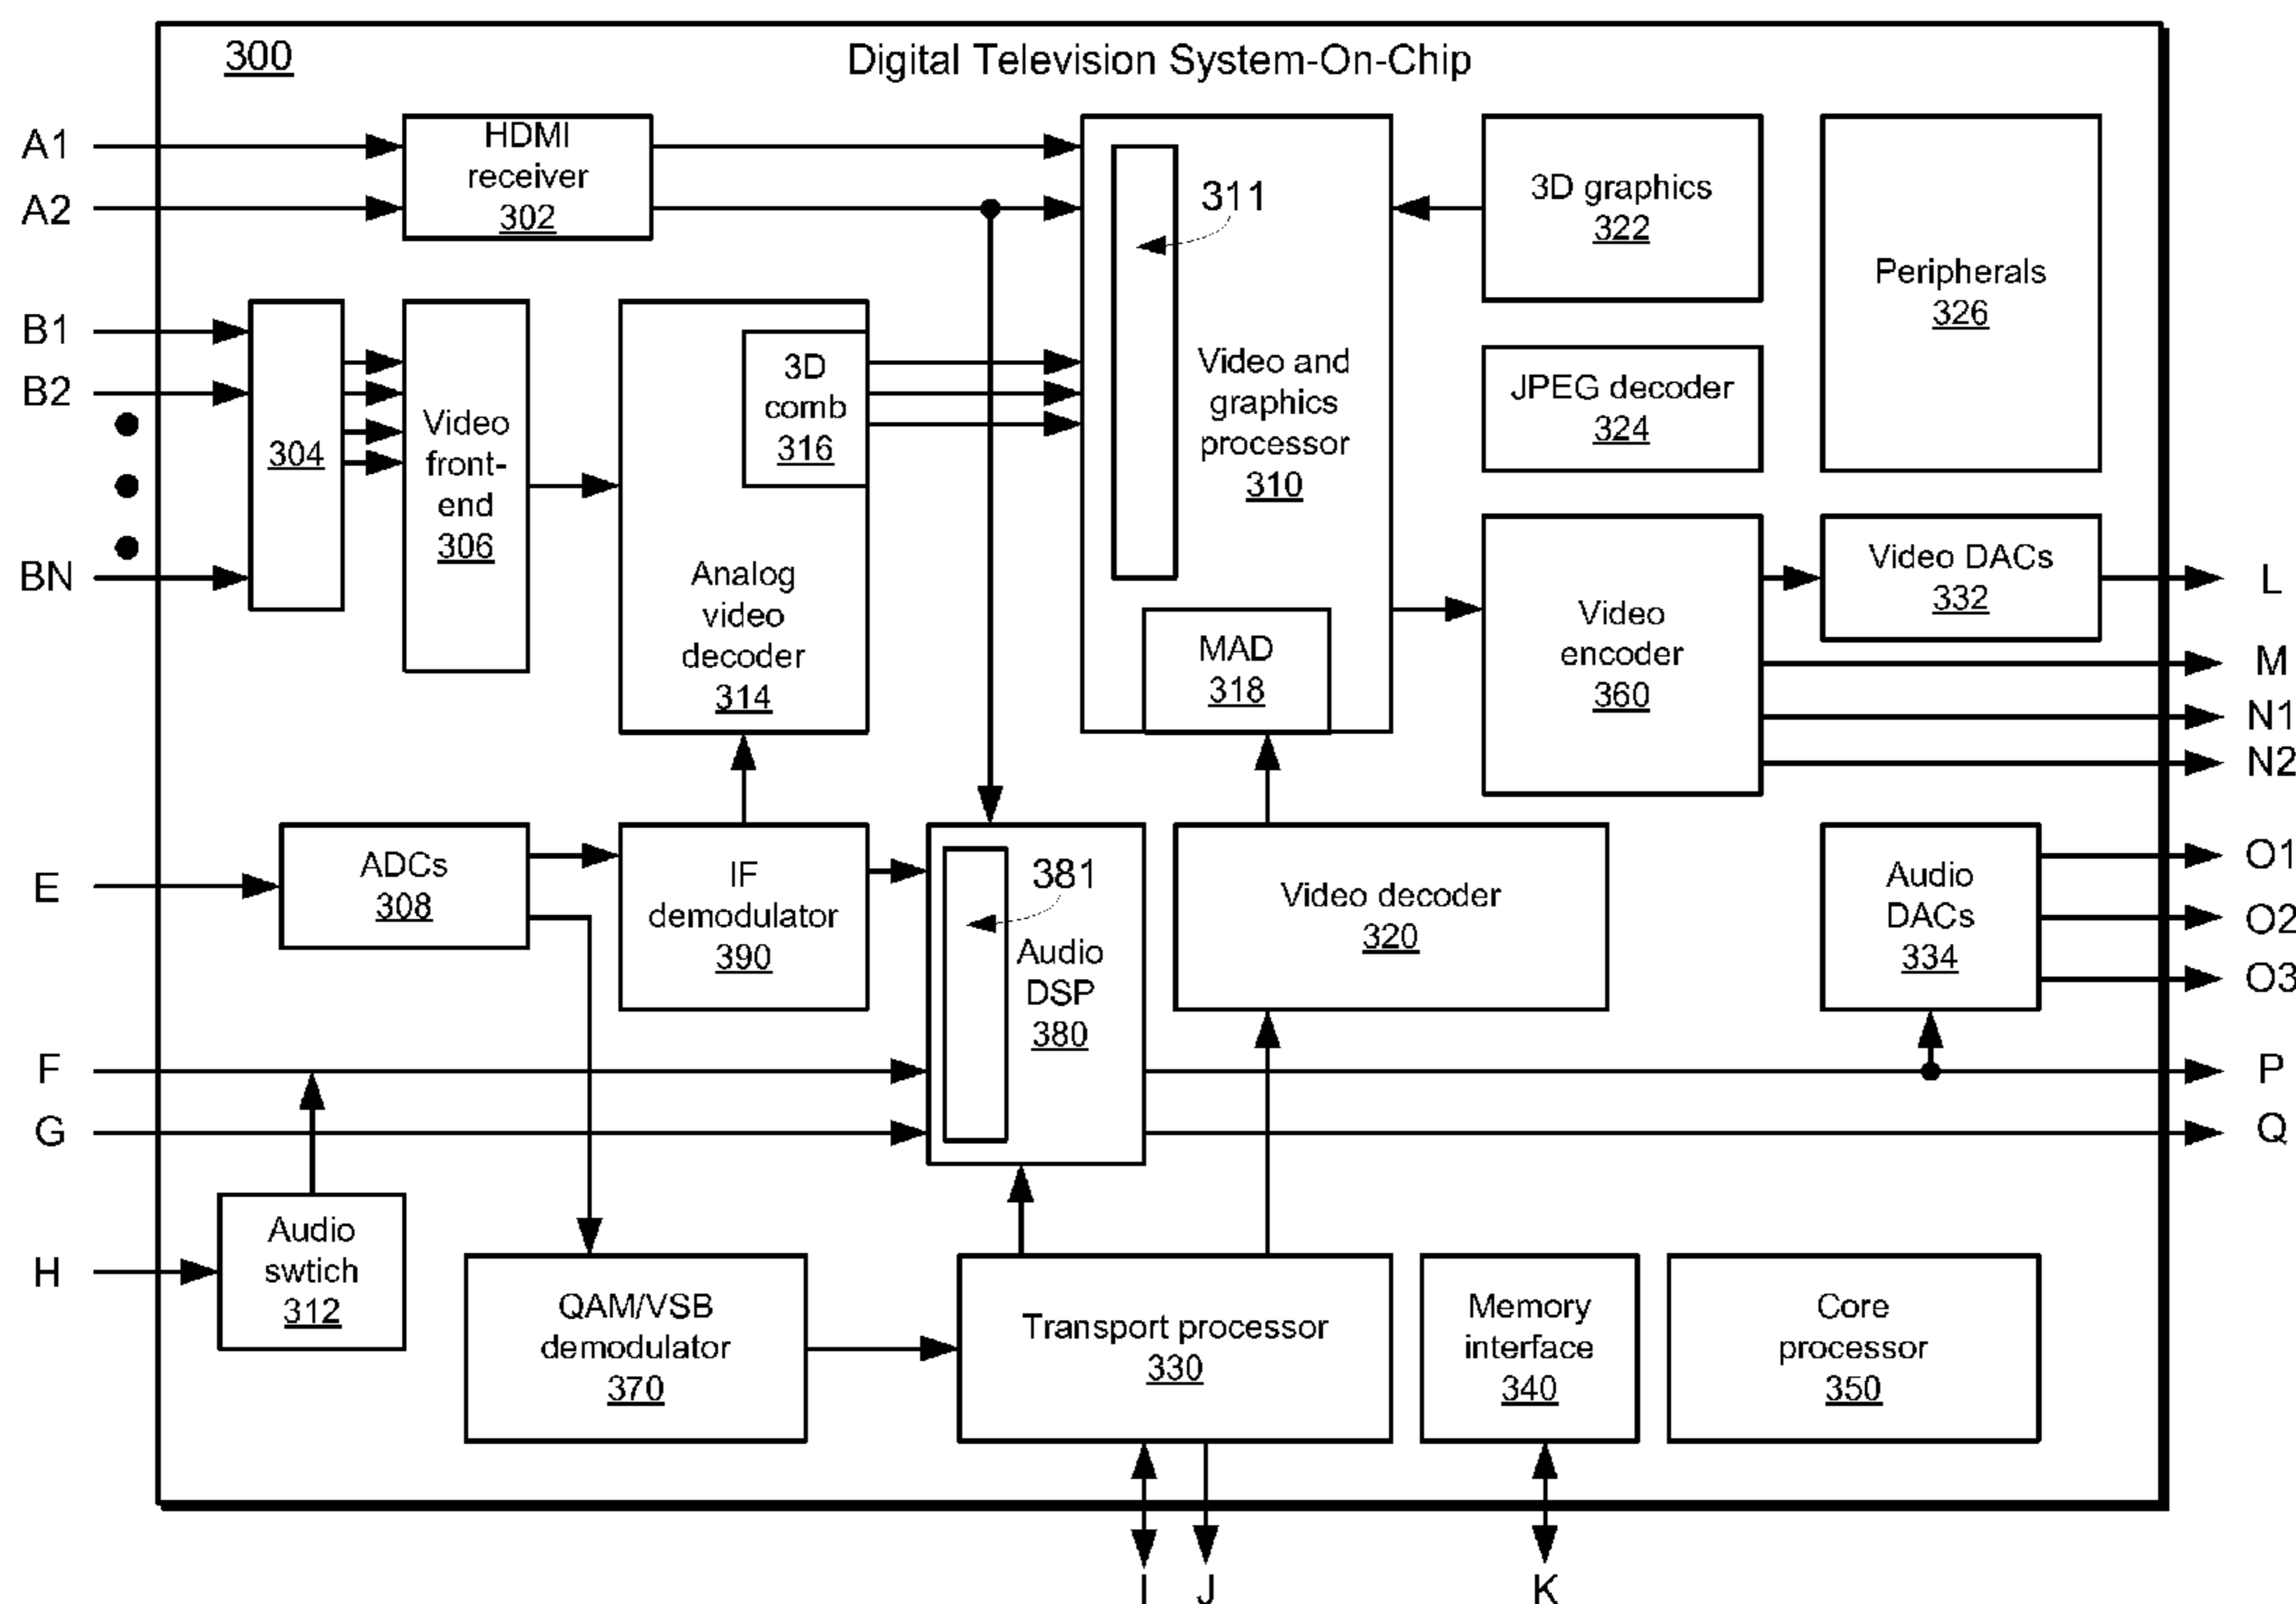 300
Digital Television System-On-Chip
A1
A2
HDMI
receiver
302
311
3D graphics
322
Peripherals
326
B1
B2
BN
304
Video
front-
end
306
3D
comb
316
Analog
video
decoder
314
Video and
graphics
processor
310
MAD
318
JPEG decoder
324
Video
encoder
360
Video DACs
332
L
M
N1
N2
E
ADCs
308
IF
demodulator
390
381
Audio
DSP
380
Video decoder
320
Audio
DACs
334
O1
O2
O3
F
G
P
Q
H
Audio
swtich
312
QAM/VSB
demodulator
370
Transport processor
330
Memory
interface
340
Core
processor
350
I
J
K